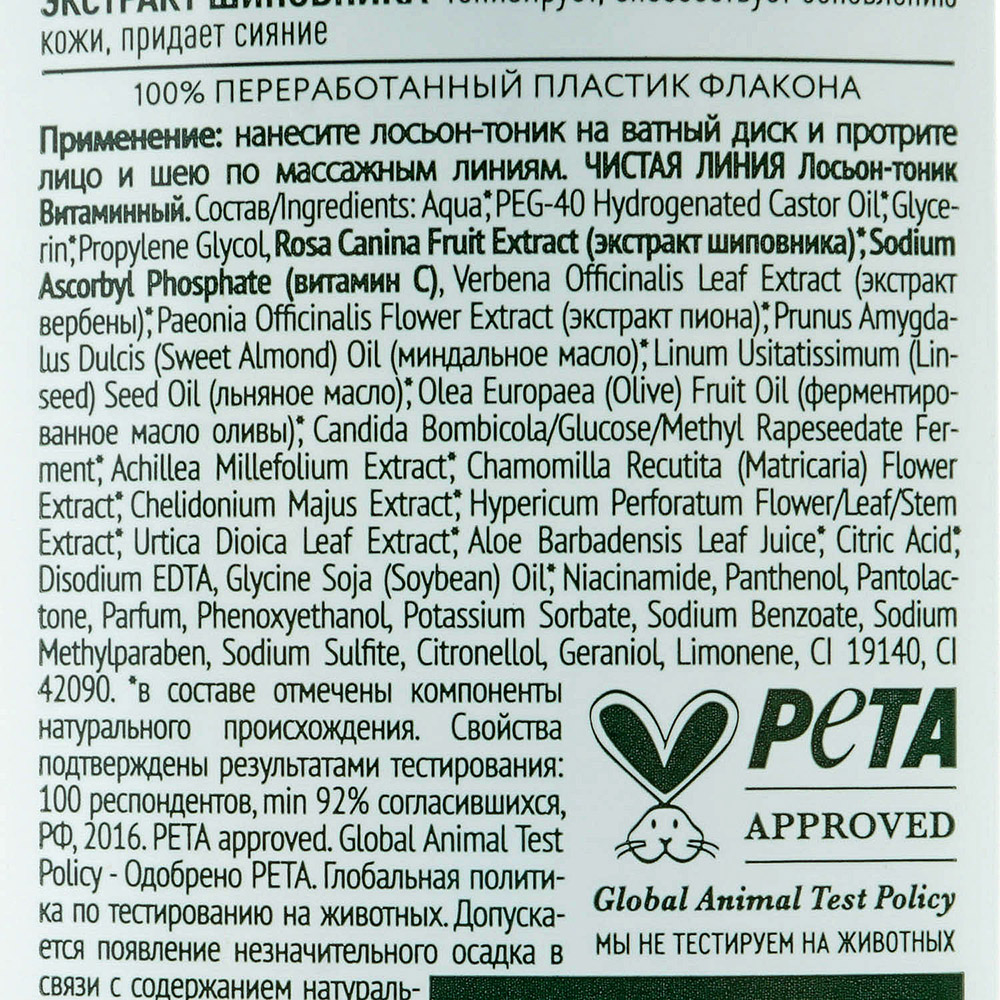 ЭКСТРАКТ ШИПОВНИКА тонизирует, способствует обновлению
кожи, придает сияние
100% ПЕРЕРАБОТАННЫЙ ПЛАСТИК ФЛАКОНА
Применение: нанесите лосьон-тоник на ватный диск и протрите
лицо и шею по массажным линиям. ЧИСТАЯ ЛИНИЯ Лосьон-тоник
Витаминный. Состав/Ingredients: Aqua*, PEG-40 Hydrogenated Castor Oil*, Glyce-
rin*, Propylene Glycol, Rosa Canina Fruit Extract (экстракт шиповника)*, Sodium
Ascorbyl Phosphate (витамин С), Verbena Officinalis Leaf Extract (экстракт
вербены)*, Paeonia Officinalis Flower Extract (экстракт пиона)*, Prunus Amygda-
lus Dulcis (Sweet Almond) Oil (миндальное масло)*, Linum Usitatissimum (Lin-
seed) Seed Oil (льняное масло)*, Olea Europaea (Olive) Fruit Oil (ферментиро-
ванное масло оливы)*, Candida Bombicola/Glucose/Methyl Rapeseedate Fer-
ment*, Achillea Millefolium Extract*, Chamomilla Recutita (Matricaria) Flower
Extract*, Chelidonium Majus Extract*, Hypericum Perforatum Flower/Leaf/Stem
Extract*, Urtica Dioica Leaf Extract*, Aloe Barbadensis Leaf Juice*, Citric Acid*,
Disodium EDTA, Glycine Soja (Soybean) Oil*, Niacinamide, Panthenol, Pantolac-
tone, Parfum, Phenoxyethanol, Potassium Sorbate, Sodium Benzoate, Sodium
Methylparaben, Sodium Sulfite, Citronellol, Geraniol, Limonene, CI 19140, CI
42090. *в составе отмечены компоненты
натурального происхождения. Свойства
подтверждены результатами тестирования:
100 респондентов, min 92% согласившихся,
РФ, 2016. PETA approved. Global Animal Test
Policy - Одобрено PETA. Глобальная полити-
ка по тестированию на животных. Допуска-
ется появление незначительного осадка в
связи с содержанием натураль-
PETA
APPROVED
Global Animal Test Policy
МЫ НЕ ТЕСТИРУЕМ НА ЖИВОТНЫХ